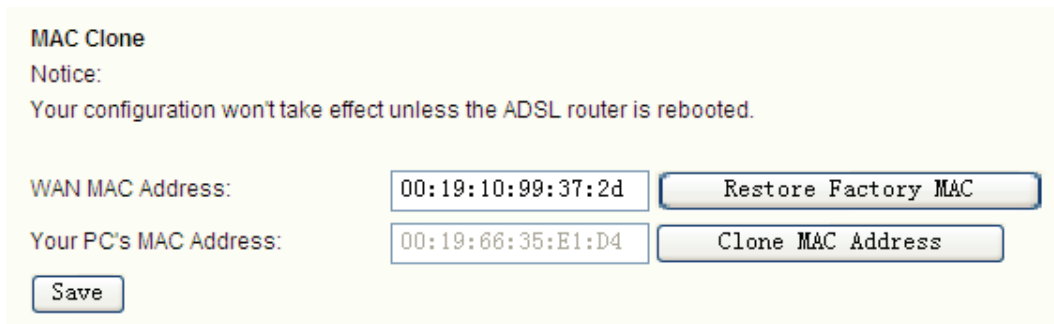 MAC Clone
Notice:
Your configuration won't take effect unless the ADSL router is rebooted.
WAN MAC Address: 00:19:10:99:37:2d Restore Factory MAC
Your PC's MAC Address: 00:19:66:35:E1:D4 Clone MAC Address
Save